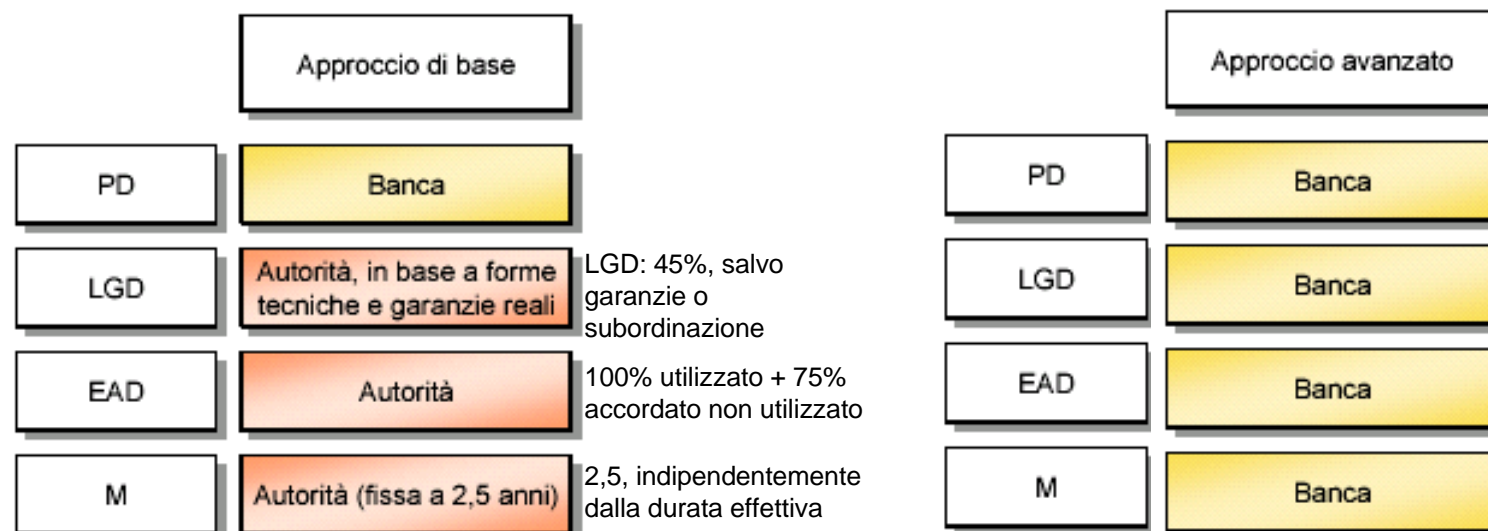 Approccio di base
Approccio avanzato
PD
Banca
PD
Banca
LGD
Autorità, in base a forme
tecniche e garanzie reali
LGD: 45%, salvo
garanzie o
subordinazione
LGD
Banca
EAD
Autorità
100% utilizzato + 75%
accordato non utilizzato
EAD
Banca
M
Autorità (fissa a 2,5 anni)
2,5, indipendentemente
dalla durata effettiva
M
Banca